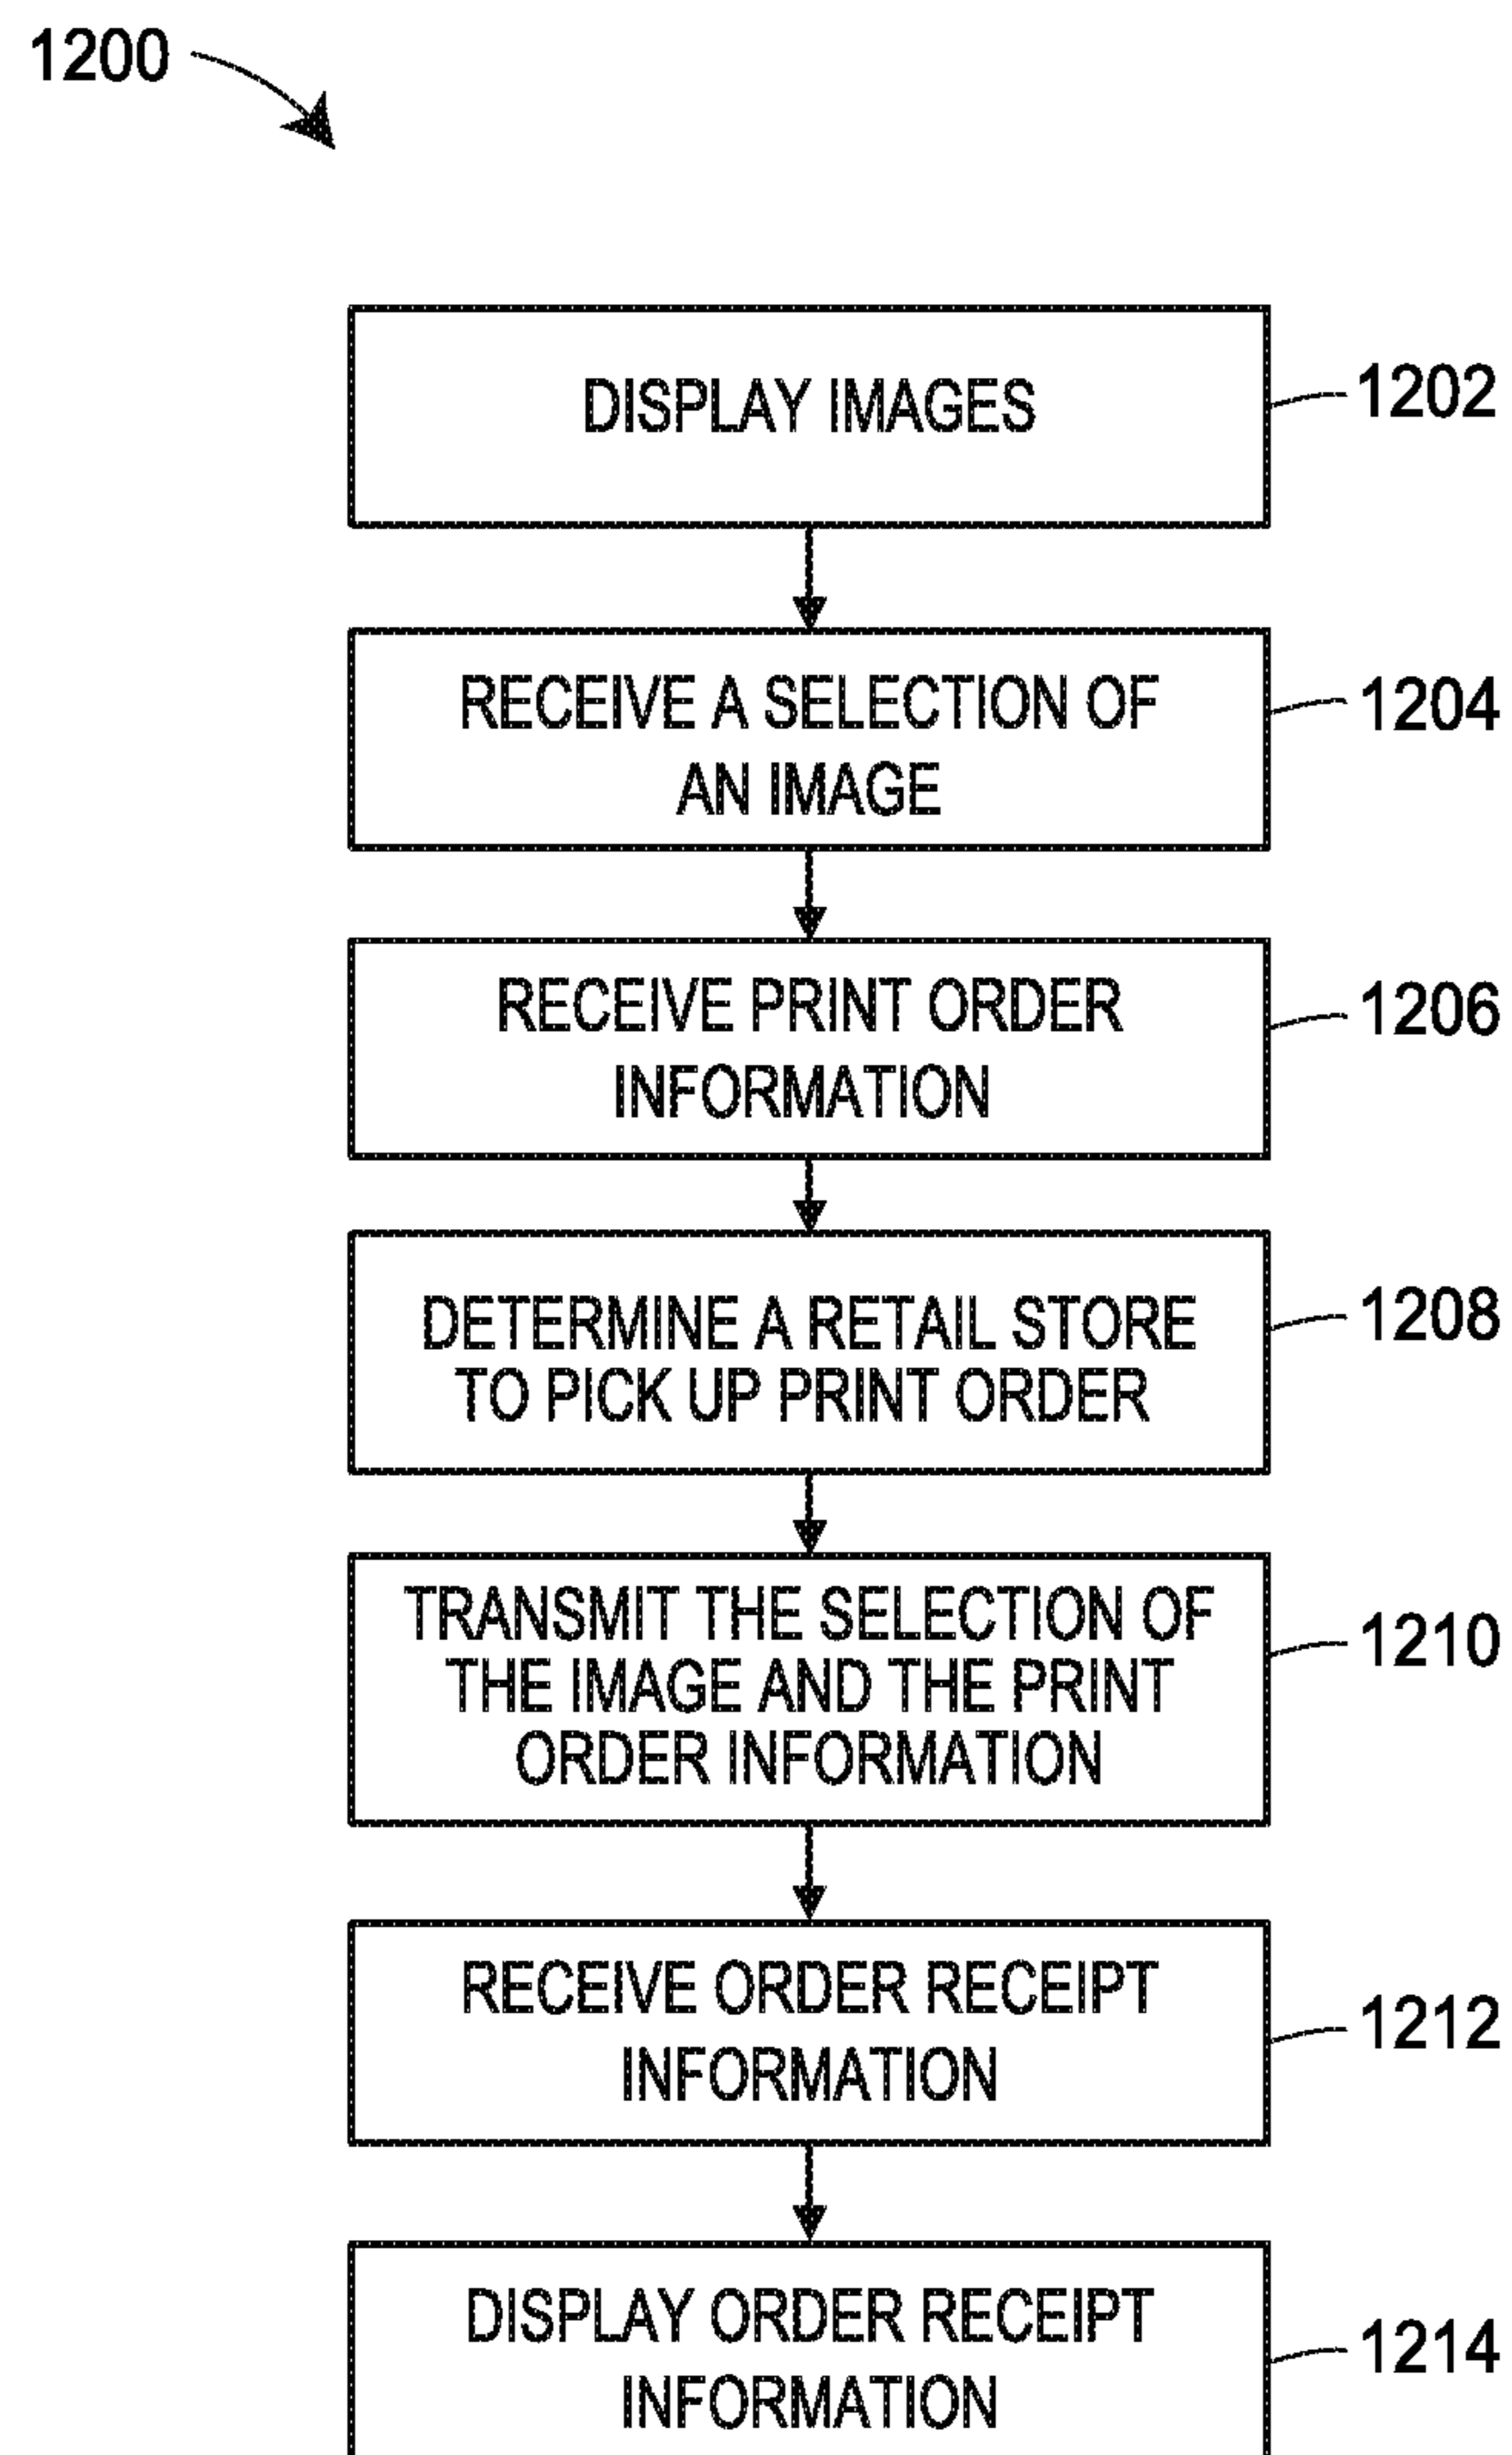 1200
DISPLAY IMAGES
1202
RECEIVE A SELECTION OF
AN IMAGE
1204
RECEIVE PRINT ORDER
INFORMATION
1206
DETERMINE A RETAIL STORE
TO PICK UP PRINT ORDER
1208
TRANSMIT THE SELECTION OF
THE IMAGE AND THE PRINT
ORDER INFORMATION
1210
RECEIVE ORDER RECEIPT
INFORMATION
1212
DISPLAY ORDER RECEIPT
INFORMATION
1214